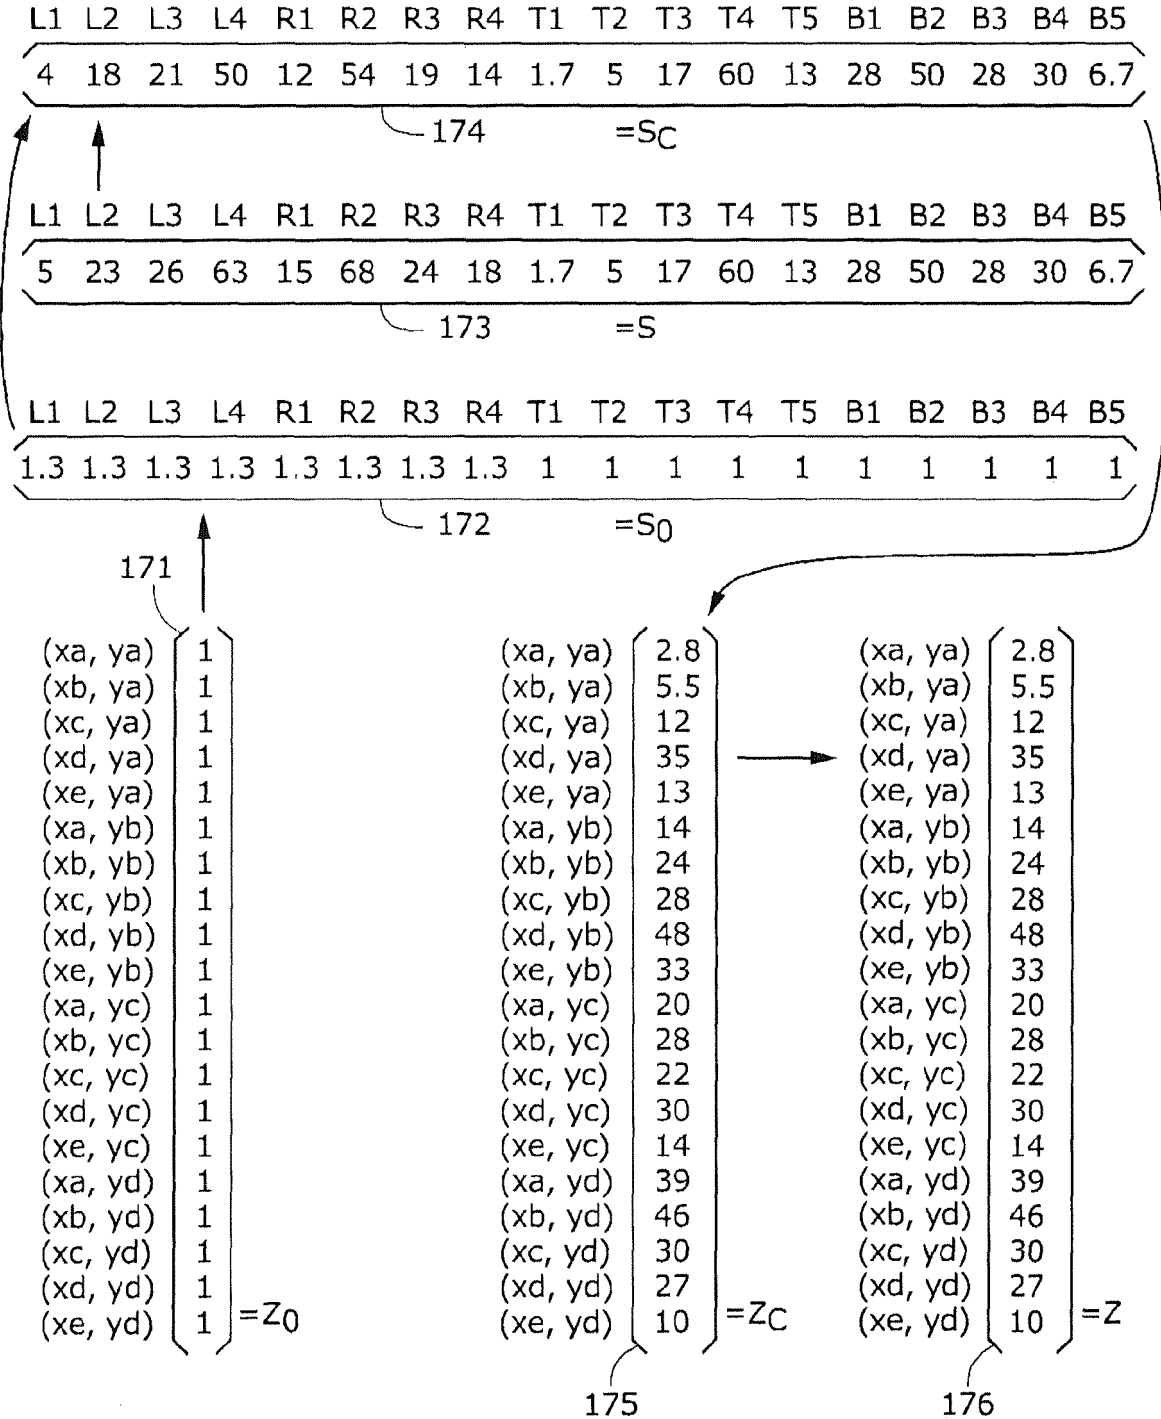 L1 L2 L3 L4 R1 R2 R3 R4 T1 T2 T3 T4 T5 B1 B2 B3 B4 B5
4 18 21 50 12 54 19 14 1.7 5 17 60 13 28 50 28 30 6.7
174 =SC
L1 L2 L3 L4 R1 R2 R3 R4 T1 T2 T3 T4 T5 B1 B2 B3 B4 B5
5 23 26 63 15 68 24 18 1.7 5 17 60 13 28 50 28 30 6.7
173 =S
L1 L2 L3 L4 R1 R2 R3 R4 T1 T2 T3 T4 T5 B1 B2 B3 B4 B5
1.3 1.3 1.3 1.3 1.3 1.3 1.3 1.3 1 1 1 1 1 1 1 1 1 1
172 =S0
171
(xa, ya) 1 (xa, ya) 2.8 (xa, ya) 2.8
(xb, ya) 1 (xb, ya) 5.5 (xb, ya) 5.5
(xc, ya) 1 (xc, ya) 12 (xc, ya) 12
(xd, ya) 1 (xd, ya) 35 (xd, ya) 35
(xe, ya) 1 (xe, ya) 13 (xe, ya) 13
(xa, yb) 1 (xa, yb) 14 (xa, yb) 14
(xb, yb) 1 (xb, yb) 24 (xb, yb) 24
(xc, yb) 1 (xc, yb) 28 (xc, yb) 28
(xd, yb) 1 (xd, yb) 48 (xd, yb) 48
(xe, yb) 1 (xe, yb) 33 (xe, yb) 33
(xa, yc) 1 (xa, yc) 20 (xa, yc) 20
(xb, yc) 1 (xb, yc) 28 (xb, yc) 28
(xc, yc) 1 (xc, yc) 22 (xc, yc) 22
(xd, yc) 1 (xd, yc) 30 (xd, yc) 30
(xe, yc) 1 (xe, yc) 14 (xe, yc) 14
(xa, yd) 1 (xa, yd) 39 (xa, yd) 39
(xb, yd) 1 (xb, yd) 46 (xb, yd) 46
(xc, yd) 1 (xc, yd) 30 (xc, yd) 30
(xd, yd) 1 (xd, yd) 27 (xd, yd) 27
(xe, yd) 1 =Z0 (xe, yd) 10 =ZC (xe, yd) 10 =Z
175 176